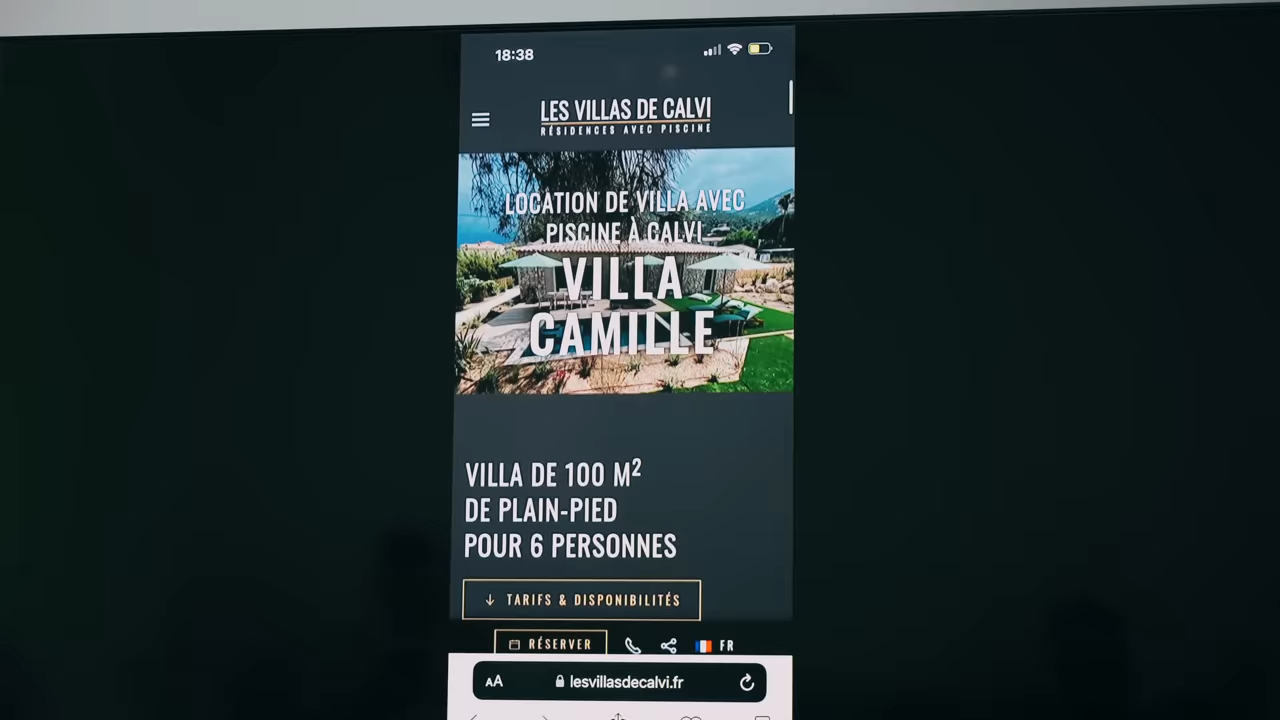 18:38
LES VILLAS DE CALVI
RÉSIDENCES AVEC PISCINE
LOCATION DE VILLA AVEC
PISCINE À CALVI
VILLA
CAMILLE
VILLA DE 100 M²
DE PLAIN-PIED
POUR 6 PERSONNES
↓ TARIFS & DISPONIBILITÉS
RÉSERVER FR
AA lesvillasdecalvi.fr